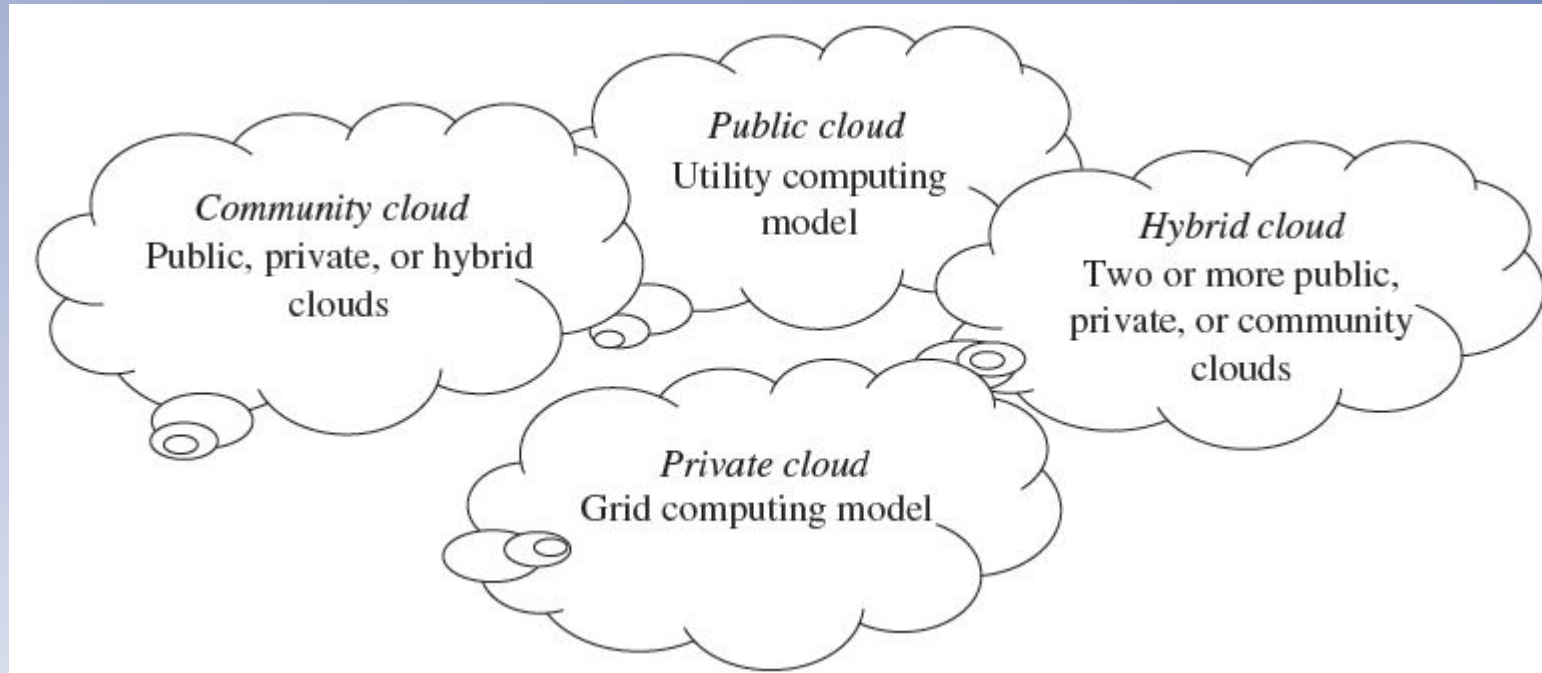 Public cloud
Utility computing
model
Community cloud
Public, private, or hybrid
clouds
Hybrid cloud
Two or more public,
private, or community
clouds
Private cloud
Grid computing model